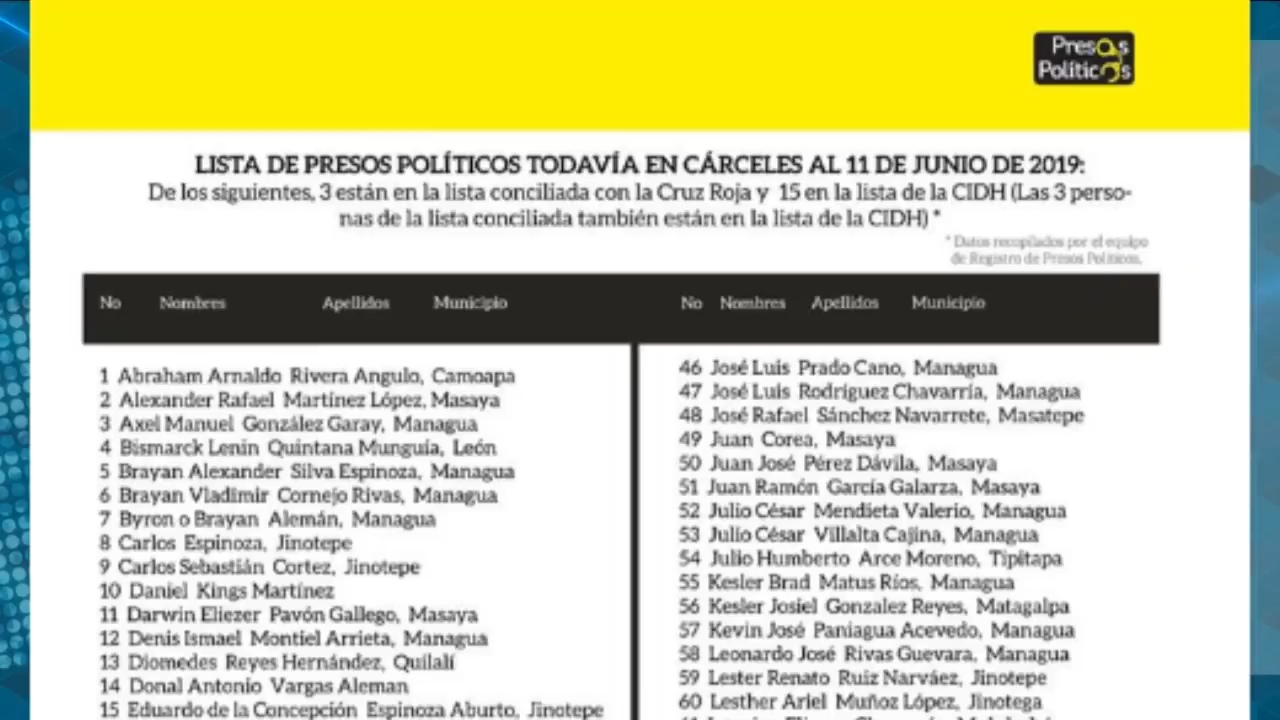 Presos
Políticos
LISTA DE PRESOS POLÍTICOS TODAVÍA EN CÁRCELES AL 11 DE JUNIO DE 2019:
De los siguientes, 3 están en la lista conciliada con la Cruz Roja y 15 en la lista de la CIDH (Las 3 perso-
nas de la lista conciliada también están en la lista de la CIDH) *
* Datos recopilados por el equipo
de Registro de Presos Políticos.
No Nombres Apellidos Municipio
1 Abraham Arnaldo Rivera Angulo, Camoapa
2 Alexander Rafael Martínez López, Masaya
3 Axel Manuel González Garay, Managua
4 Bismarck Lenin Quintana Munguía, León
5 Brayan Alexander Silva Espinoza, Managua
6 Brayan Vladimir Cornejo Rivas, Managua
7 Byron o Brayan Alemán, Managua
8 Carlos Espinoza, Jinotepe
9 Carlos Sebastián Cortez, Jinotepe
10 Daniel Kings Martínez
11 Darwin Eliezer Pavón Gallego, Masaya
12 Denis Ismael Montiel Arrieta, Managua
13 Diomedes Reyes Hernández, Quilalí
14 Donal Antonio Vargas Aleman
15 Eduardo de la Concepción Espinoza Aburto, Jinotepe
No Nombres Apellidos Municipio
46 José Luis Prado Cano, Managua
47 José Luis Rodríguez Chavarría, Managua
48 José Rafael Sánchez Navarrete, Masatepe
49 Juan Corea, Masaya
50 Juan José Pérez Dávila, Masaya
51 Juan Ramón García Galarza, Masaya
52 Julio César Mendieta Valerio, Managua
53 Julio César Villalta Cajina, Managua
54 Julio Humberto Arce Moreno, Tipitapa
55 Kesler Brad Matus Ríos, Managua
56 Kesler Josiel Gonzalez Reyes, Matagalpa
57 Kevin José Paniagua Acevedo, Managua
58 Leonardo José Rivas Guevara, Managua
59 Lester Renato Ruiz Narváez, Jinotepe
60 Lesther Ariel Muñoz López, Jinotega